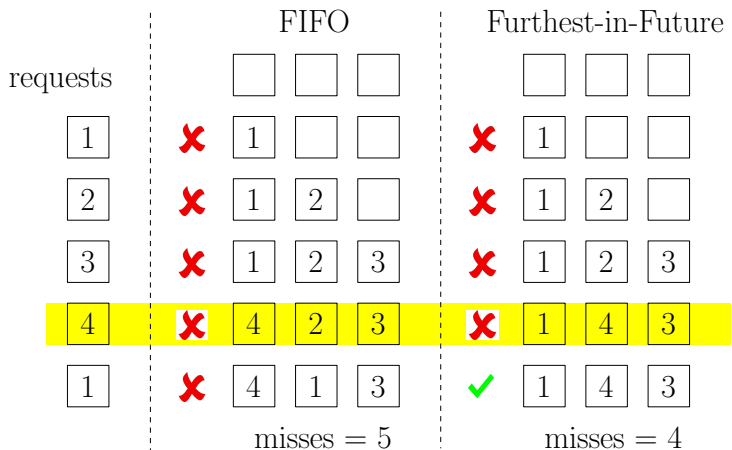 FIFO Furthest-in-Future
requests
1 1 1
2 1 2 1 2
3 1 2 3 1 2 3
4 4 2 3 1 4 3
1 4 1 3 1 4 3
misses = 5 misses = 4